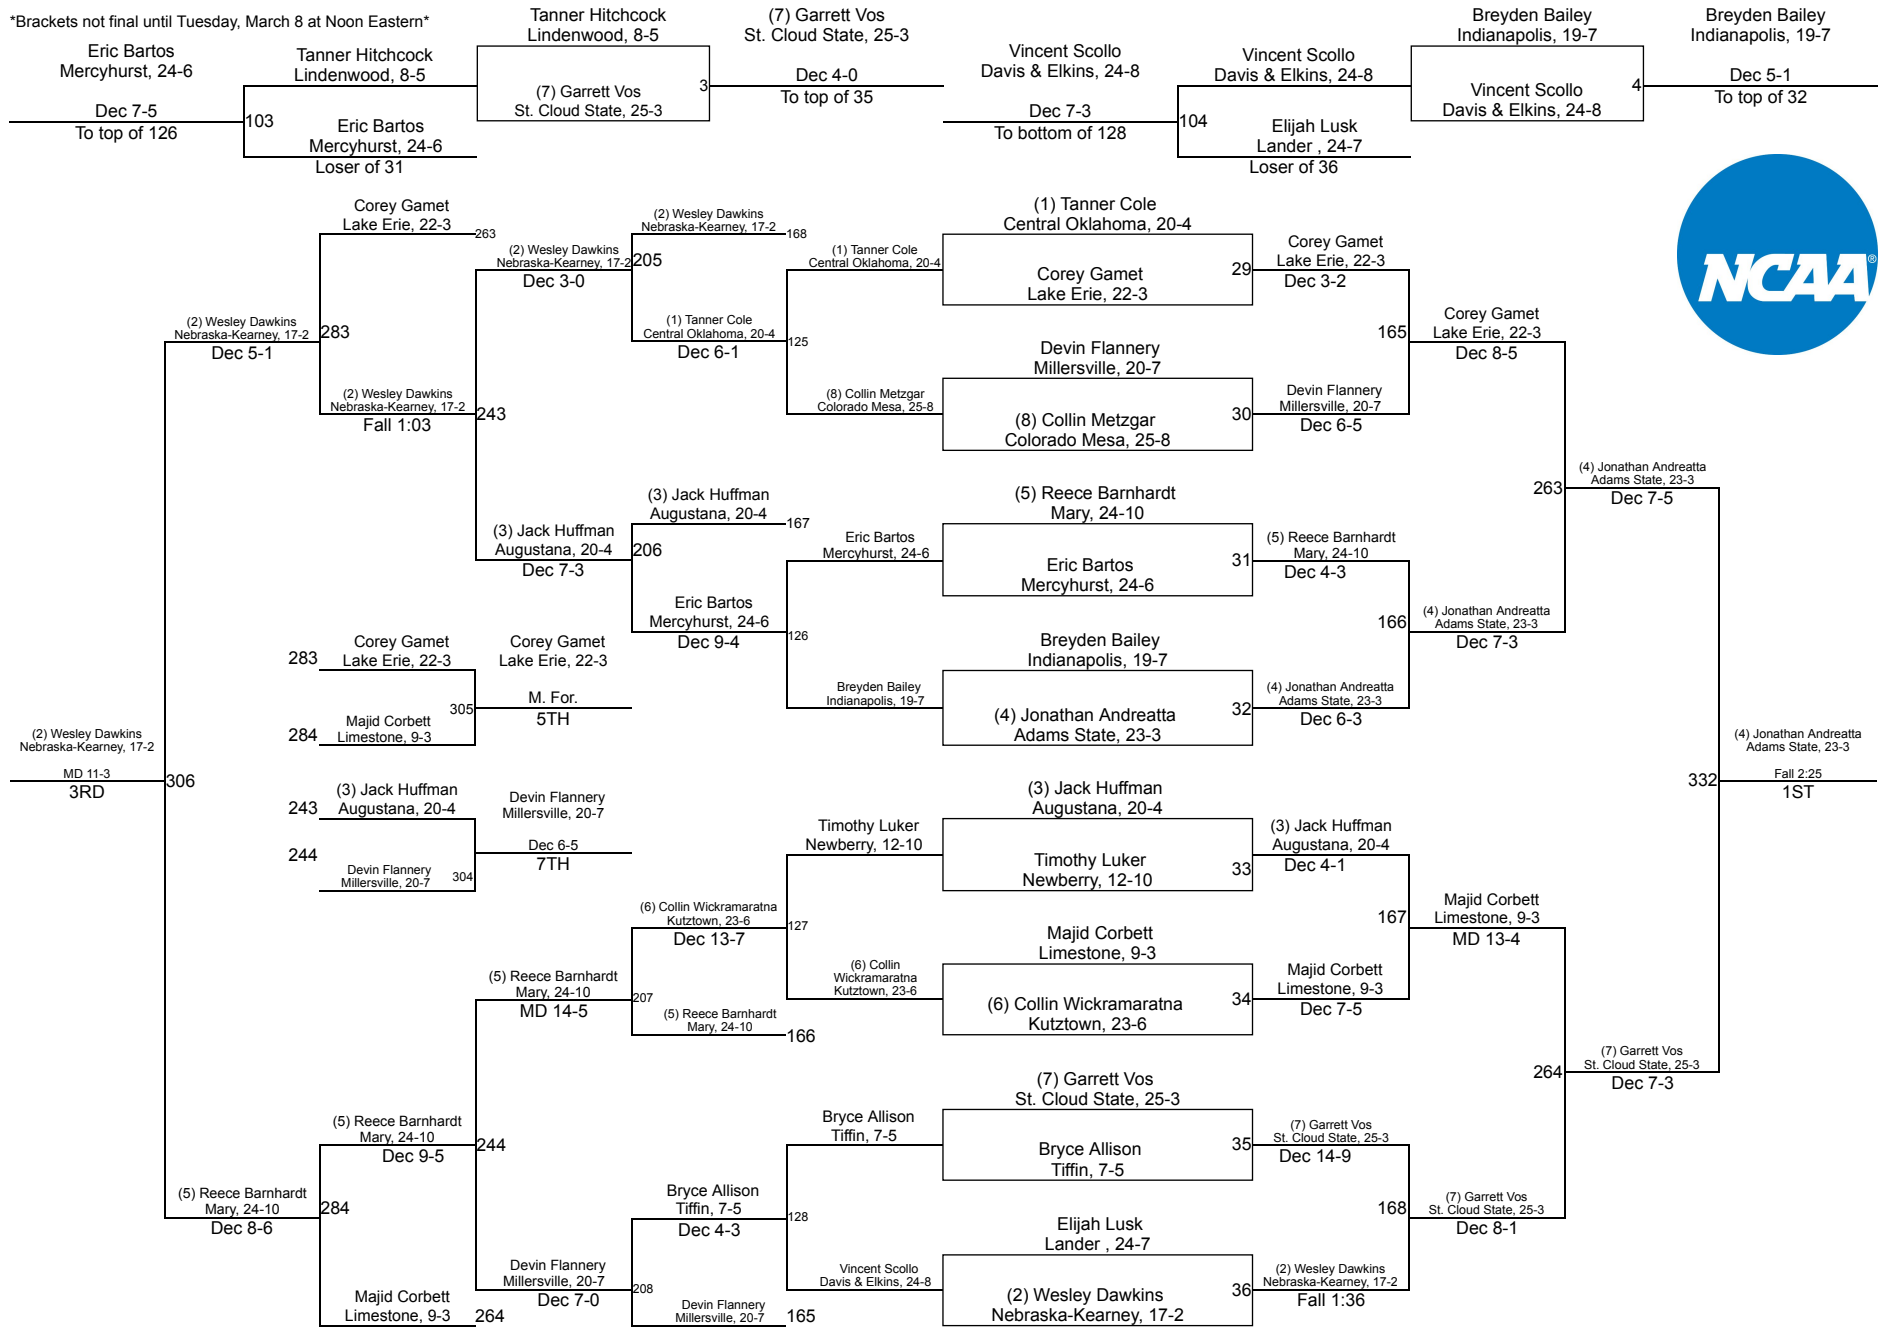 *Brackets not final until Tuesday, March 8 at Noon Eastern*
Eric Bartos
Mercyhurst, 24-6
Dec 7-5
To top of 126
103
Tanner Hitchcock
Lindenwood, 8-5
Eric Bartos
Mercyhurst, 24-6
Loser of 31
Tanner Hitchcock
Lindenwood, 8-5
(7) Garrett Vos
St. Cloud State, 25-3
3
(7) Garrett Vos
St. Cloud State, 25-3
Dec 4-0
To top of 35
Vincent Scollo
Davis & Elkins, 24-8
Dec 7-3
To bottom of 128
104
Vincent Scollo
Davis & Elkins, 24-8
Elijah Lusk
Lander , 24-7
Loser of 36
Breyden Bailey
Indianapolis, 19-7
Vincent Scollo
Davis & Elkins, 24-8
4
Breyden Bailey
Indianapolis, 19-7
Dec 5-1
To top of 32
NCAA®
(1) Tanner Cole
Central Oklahoma, 20-4
Corey Gamet
Lake Erie, 22-3
29
Devin Flannery
Millersville, 20-7
(8) Collin Metzgar
Colorado Mesa, 25-8
30
(5) Reece Barnhardt
Mary, 24-10
Eric Bartos
Mercyhurst, 24-6
31
Breyden Bailey
Indianapolis, 19-7
(4) Jonathan Andreatta
Adams State, 23-3
32
(3) Jack Huffman
Augustana, 20-4
Timothy Luker
Newberry, 12-10
33
Majid Corbett
Limestone, 9-3
(6) Collin Wickramaratna
Kutztown, 23-6
34
(7) Garrett Vos
St. Cloud State, 25-3
Bryce Allison
Tiffin, 7-5
35
Elijah Lusk
Lander , 24-7
(2) Wesley Dawkins
Nebraska-Kearney, 17-2
36
Corey Gamet
Lake Erie, 22-3
Dec 3-2
165
Devin Flannery
Millersville, 20-7
Dec 6-5
(5) Reece Barnhardt
Mary, 24-10
Dec 4-3
166
(4) Jonathan Andreatta
Adams State, 23-3
Dec 6-3
(3) Jack Huffman
Augustana, 20-4
Dec 4-1
167
Majid Corbett
Limestone, 9-3
Dec 7-5
(7) Garrett Vos
St. Cloud State, 25-3
Dec 14-9
168
(2) Wesley Dawkins
Nebraska-Kearney, 17-2
Fall 1:36
Corey Gamet
Lake Erie, 22-3
Dec 8-5
263
(4) Jonathan Andreatta
Adams State, 23-3
Dec 7-3
Majid Corbett
Limestone, 9-3
MD 13-4
264
(7) Garrett Vos
St. Cloud State, 25-3
Dec 8-1
(4) Jonathan Andreatta
Adams State, 23-3
Dec 7-5
332
(7) Garrett Vos
St. Cloud State, 25-3
Dec 7-3
(4) Jonathan Andreatta
Adams State, 23-3
Fall 2:25
1ST
(1) Tanner Cole
Central Oklahoma, 20-4
125
(8) Collin Metzgar
Colorado Mesa, 25-8
Eric Bartos
Mercyhurst, 24-6
126
Breyden Bailey
Indianapolis, 19-7
Timothy Luker
Newberry, 12-10
127
(6) Collin
Wickramaratna
Kutztown, 23-6
Bryce Allison
Tiffin, 7-5
128
Vincent Scollo
Davis & Elkins, 24-8
(2) Wesley Dawkins
Nebraska-Kearney, 17-2
168
205
(1) Tanner Cole
Central Oklahoma, 20-4
Dec 6-1
(3) Jack Huffman
Augustana, 20-4
167
206
Eric Bartos
Mercyhurst, 24-6
Dec 9-4
(6) Collin Wickramaratna
Kutztown, 23-6
Dec 13-7
207
(5) Reece Barnhardt
Mary, 24-10
166
Bryce Allison
Tiffin, 7-5
Dec 4-3
208
Devin Flannery
Millersville, 20-7
165
(2) Wesley Dawkins
Nebraska-Kearney, 17-2
Dec 3-0
243
(3) Jack Huffman
Augustana, 20-4
Dec 7-3
(5) Reece Barnhardt
Mary, 24-10
MD 14-5
244
Devin Flannery
Millersville, 20-7
Dec 7-0
Corey Gamet
Lake Erie, 22-3
263
283
(2) Wesley Dawkins
Nebraska-Kearney, 17-2
Fall 1:03
(5) Reece Barnhardt
Mary, 24-10
Dec 9-5
284
Majid Corbett
Limestone, 9-3
264
(2) Wesley Dawkins
Nebraska-Kearney, 17-2
Dec 5-1
306
(5) Reece Barnhardt
Mary, 24-10
Dec 8-6
(2) Wesley Dawkins
Nebraska-Kearney, 17-2
MD 11-3
3RD
283
Corey Gamet
Lake Erie, 22-3
284
Majid Corbett
Limestone, 9-3
305
Corey Gamet
Lake Erie, 22-3
M. For.
5TH
243
(3) Jack Huffman
Augustana, 20-4
244
Devin Flannery
Millersville, 20-7
304
Devin Flannery
Millersville, 20-7
Dec 6-5
7TH